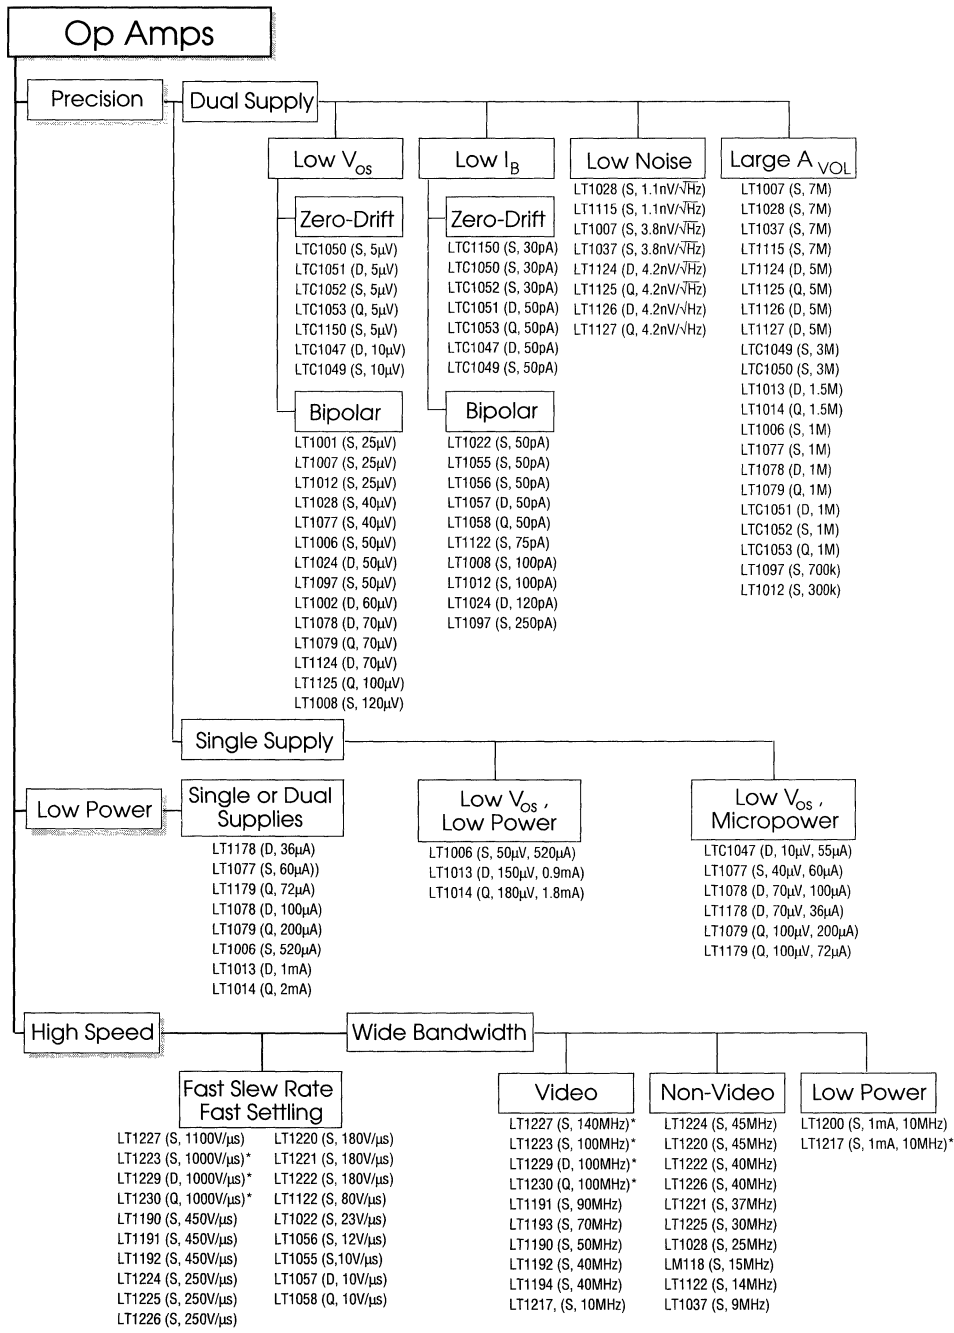 Op Amps
Precision
Dual Supply
Low Vos
Zero-Drift
LTC1050 (S, 5µV)
LTC1051 (D, 5µV)
LTC1052 (S, 5µV)
LTC1053 (Q, 5µV)
LTC1150 (S, 5µV)
LTC1047 (D, 10µV)
LTC1049 (S, 10µV)
Bipolar
LT1001 (S, 25µV)
LT1007 (S, 25µV)
LT1012 (S, 25µV)
LT1028 (S, 40µV)
LT1077 (S, 40µV)
LT1006 (S, 50µV)
LT1024 (D, 50µV)
LT1097 (S, 50µV)
LT1002 (D, 60µV)
LT1078 (D, 70µV)
LT1079 (Q, 70µV)
LT1124 (D, 70µV)
LT1125 (Q, 100µV)
LT1008 (S, 120µV)
Low IB
Zero-Drift
LTC1150 (S, 30pA)
LTC1050 (S, 30pA)
LTC1052 (S, 30pA)
LTC1051 (D, 50pA)
LTC1053 (Q, 50pA)
LTC1047 (D, 50pA)
LTC1049 (S, 50pA)
Bipolar
LT1022 (S, 50pA)
LT1055 (S, 50pA)
LT1056 (S, 50pA)
LT1057 (D, 50pA)
LT1058 (Q, 50pA)
LT1122 (S, 75pA)
LT1008 (S, 100pA)
LT1012 (S, 100pA)
LT1024 (D, 120pA)
LT1097 (S, 250pA)
Low Noise
LT1028 (S, 1.1nV/√Hz)
LT1115 (S, 1.1nV/√Hz)
LT1007 (S, 3.8nV/√Hz)
LT1037 (S, 3.8nV/√Hz)
LT1124 (D, 4.2nV/√Hz)
LT1125 (Q, 4.2nV/√Hz)
LT1126 (D, 4.2nV/√Hz)
LT1127 (Q, 4.2nV/√Hz)
Large AVOL
LT1007 (S, 7M)
LT1028 (S, 7M)
LT1037 (S, 7M)
LT1115 (S, 7M)
LT1124 (D, 5M)
LT1125 (Q, 5M)
LT1126 (D, 5M)
LT1127 (D, 5M)
LTC1049 (S, 3M)
LTC1050 (S, 3M)
LT1013 (D, 1.5M)
LT1014 (Q, 1.5M)
LT1006 (S, 1M)
LT1077 (S, 1M)
LT1078 (D, 1M)
LT1079 (Q, 1M)
LTC1051 (D, 1M)
LTC1052 (S, 1M)
LTC1053 (Q, 1M)
LT1097 (S, 700k)
LT1012 (S, 300k)
Single Supply
Low Vos ,
Low Power
LT1006 (S, 50µV, 520µA)
LT1013 (D, 150µV, 0.9mA)
LT1014 (Q, 180µV, 1.8mA)
Low Vos ,
Micropower
LTC1047 (D, 10µV, 55µA)
LT1077 (S, 40µV, 60µA)
LT1078 (D, 70µV, 100µA)
LT1178 (D, 70µV, 36µA)
LT1079 (Q, 100µV, 200µA)
LT1179 (Q, 100µV, 72µA)
Low Power
Single or Dual
Supplies
LT1178 (D, 36µA)
LT1077 (S, 60µA))
LT1179 (Q, 72µA)
LT1078 (D, 100µA)
LT1079 (Q, 200µA)
LT1006 (S, 520µA)
LT1013 (D, 1mA)
LT1014 (Q, 2mA)
High Speed
Fast Slew Rate
Fast Settling
LT1227 (S, 1100V/µs)
LT1223 (S, 1000V/µs)*
LT1229 (D, 1000V/µs)*
LT1230 (Q, 1000V/µs)*
LT1190 (S, 450V/µs)
LT1191 (S, 450V/µs)
LT1192 (S, 450V/µs)
LT1224 (S, 250V/µs)
LT1225 (S, 250V/µs)
LT1226 (S, 250V/µs)
LT1220 (S, 180V/µs)
LT1221 (S, 180V/µs)
LT1222 (S, 180V/µs)
LT1122 (S, 80V/µs)
LT1022 (S, 23V/µs)
LT1056 (S, 12V/µs)
LT1055 (S,10V/µs)
LT1057 (D, 10V/µs)
LT1058 (Q, 10V/µs)
Wide Bandwidth
Video
LT1227 (S, 140MHz)*
LT1223 (S, 100MHz)*
LT1229 (D, 100MHz)*
LT1230 (Q, 100MHz)*
LT1191 (S, 90MHz)
LT1193 (S, 70MHz)
LT1190 (S, 50MHz)
LT1192 (S, 40MHz)
LT1194 (S, 40MHz)
LT1217, (S, 10MHz)
Non-Video
LT1224 (S, 45MHz)
LT1220 (S, 45MHz)
LT1222 (S, 40MHz)
LT1226 (S, 40MHz)
LT1221 (S, 37MHz)
LT1225 (S, 30MHz)
LT1028 (S, 25MHz)
LM118 (S, 15MHz)
LT1122 (S, 14MHz)
LT1037 (S, 9MHz)
Low Power
LT1200 (S, 1mA, 10MHz)
LT1217 (S, 1mA, 10MHz)*